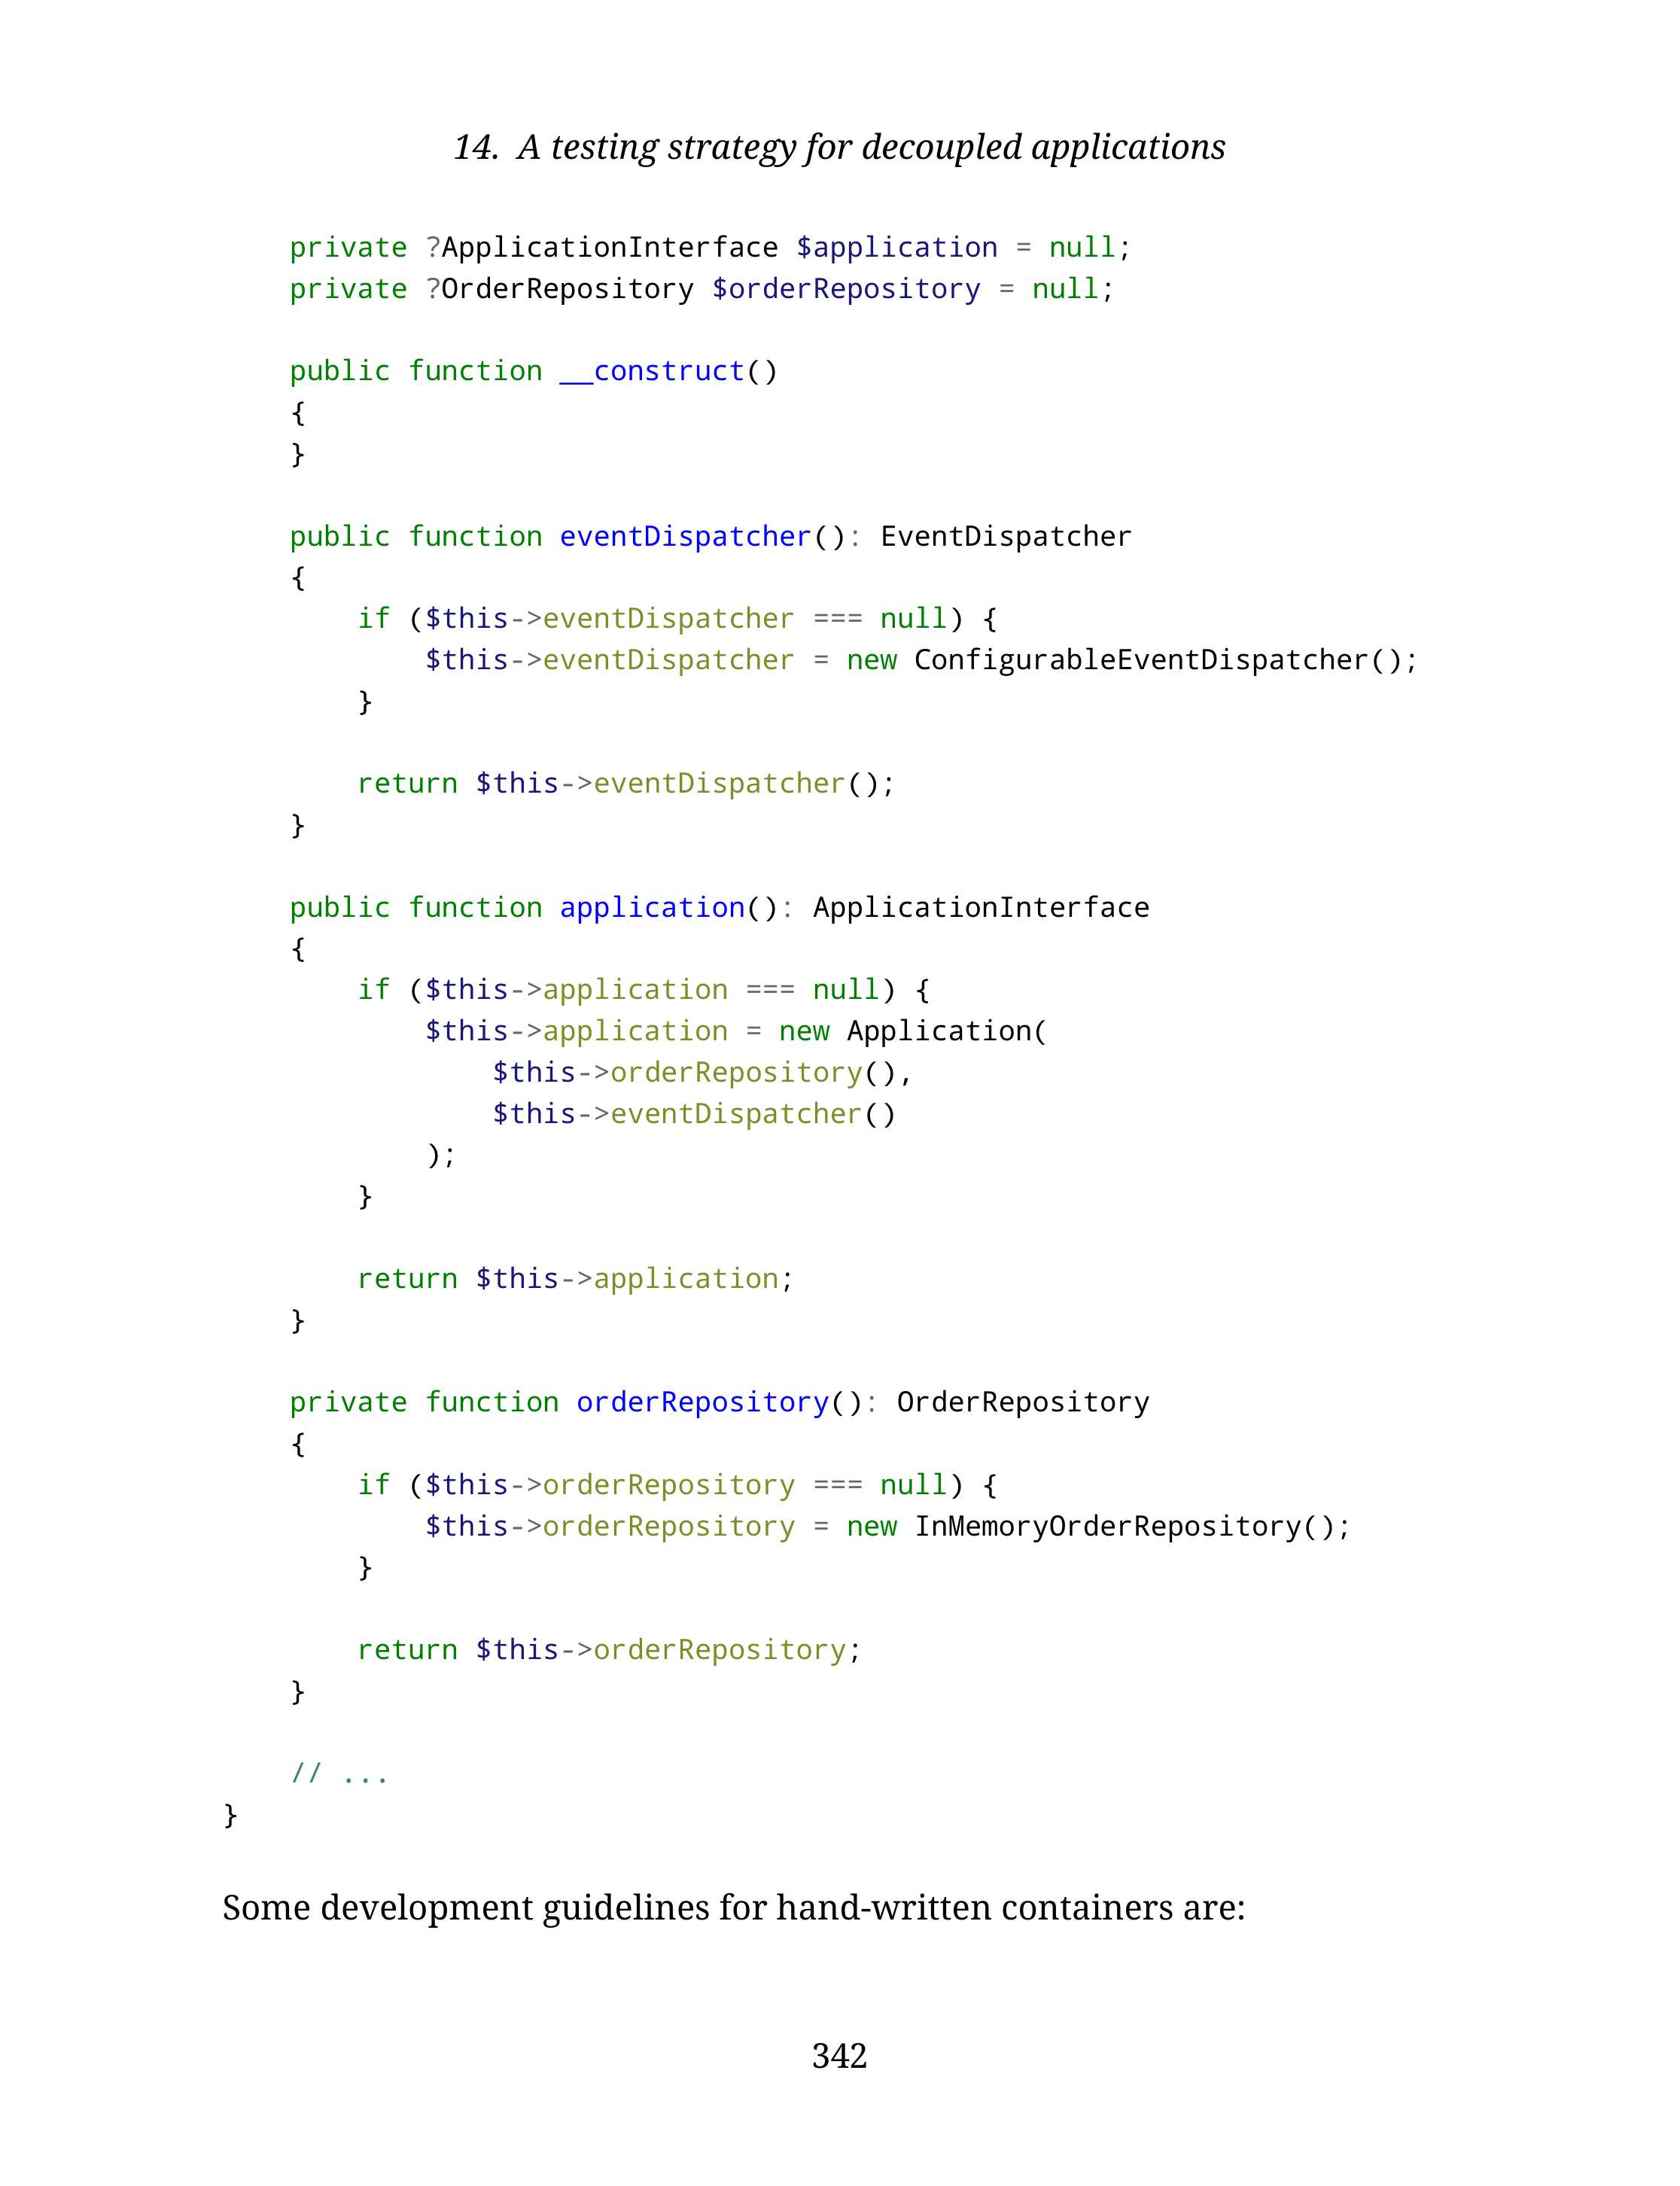 14. A testing strategy for decoupled applications
private ?ApplicationInterface $application = null;
private ?OrderRepository $orderRepository = null;
public function __construct()
{
}
public function eventDispatcher(): EventDispatcher
{
if ($this->eventDispatcher === null) {
$this->eventDispatcher = new ConfigurableEventDispatcher();
}
return $this->eventDispatcher();
}
public function application(): ApplicationInterface
{
if ($this->application === null) {
$this->application = new Application(
$this->orderRepository(),
$this->eventDispatcher()
);
}
return $this->application;
}
private function orderRepository(): OrderRepository
{
if ($this->orderRepository === null) {
$this->orderRepository = new InMemoryOrderRepository();
}
return $this->orderRepository;
}
// ...
}
Some development guidelines for hand-written containers are:
342